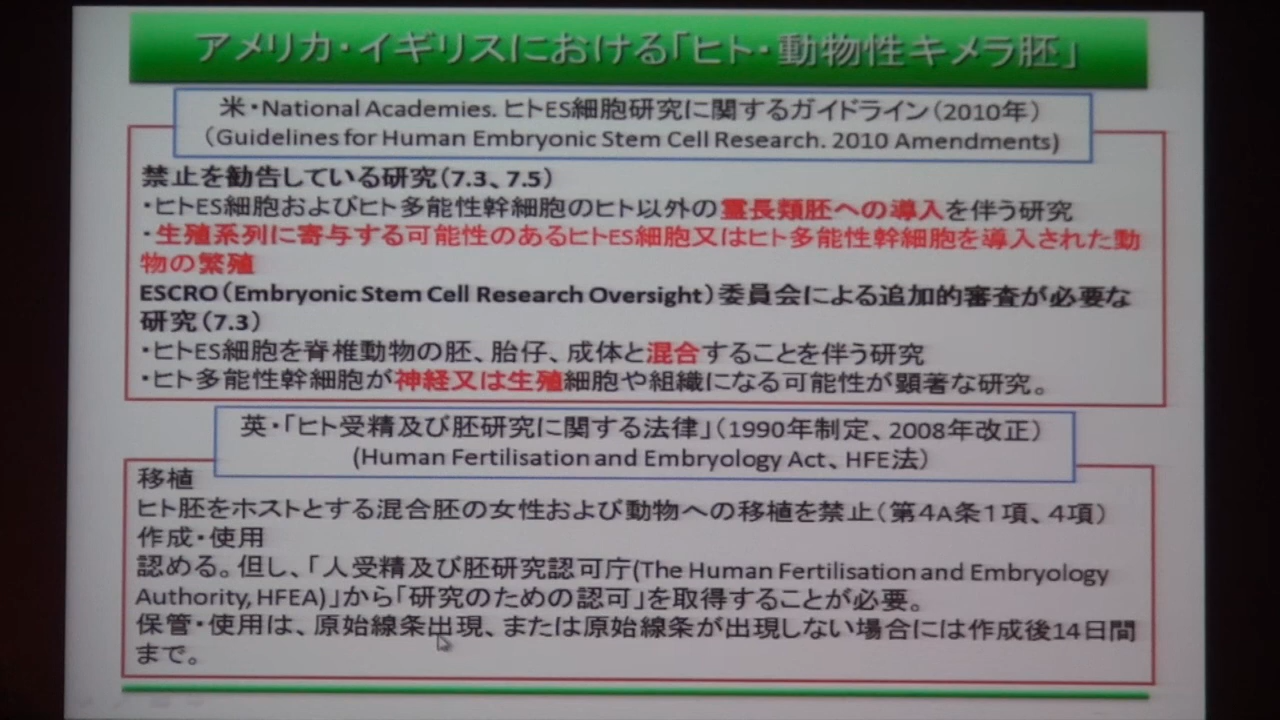 アメリカ・イギリスにおける「ヒト・動物性キメラ胚」
米・National Academies. ヒトES細胞研究に関するガイドライン（2010年）
（Guidelines for Human Embryonic Stem Cell Research. 2010 Amendments)
禁止を勧告している研究（7.3、7.5）
・ヒトES細胞およびヒト多能性幹細胞のヒト以外の霊長類胚への導入を伴う研究
・生殖系列に寄与する可能性のあるヒトES細胞又はヒト多能性幹細胞を導入された動
物の繁殖
ESCRO（Embryonic Stem Cell Research Oversight）委員会による追加的審査が必要な
研究（7.3）
・ヒトES細胞を脊椎動物の胚、胎仔、成体と混合することを伴う研究
・ヒト多能性幹細胞が神経又は生殖細胞や組織になる可能性が顕著な研究。
英・「ヒト受精及び胚研究に関する法律」（1990年制定、2008年改正）
(Human Fertilisation and Embryology Act、HFE法）
移植
ヒト胚をホストとする混合胚の女性および動物への移植を禁止（第４A条１項、４項）
作成・使用
認める。但し、「人受精及び胚研究認可庁(The Human Fertilisation and Embryology
Authority, HFEA)」から「研究のための認可」を取得することが必要。
保管・使用は、原始線条出現、または原始線条が出現しない場合には作成後14日間
まで。